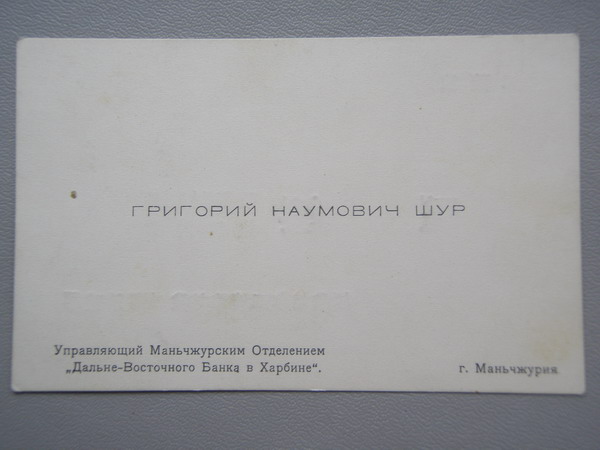 ГРИГОРИЙ НАУМОВИЧ ШУР
Управляющий Маньчжурским Отделением
„Дальне-Восточного Банка в Харбине“.
г. Маньчжурия